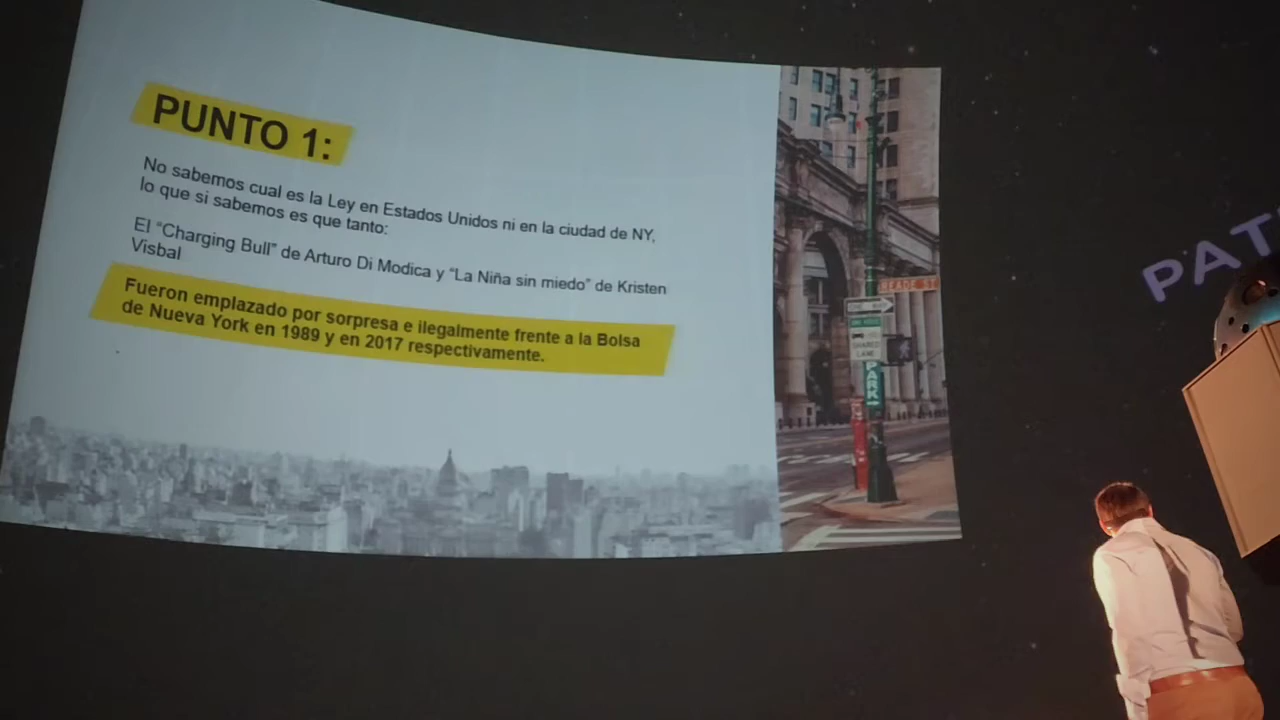 PUNTO 1:
No sabemos cual es la Ley en Estados Unidos ni en la ciudad de NY,
lo que si sabemos es que tanto:
El “Charging Bull” de Arturo Di Modica y “La Niña sin miedo” de Kristen
Visbal
Fueron emplazado por sorpresa e ilegalmente frente a la Bolsa
de Nueva York en 1989 y en 2017 respectivamente.
READE ST
ONE WAY
SHARED
LANE
PARK
PAT